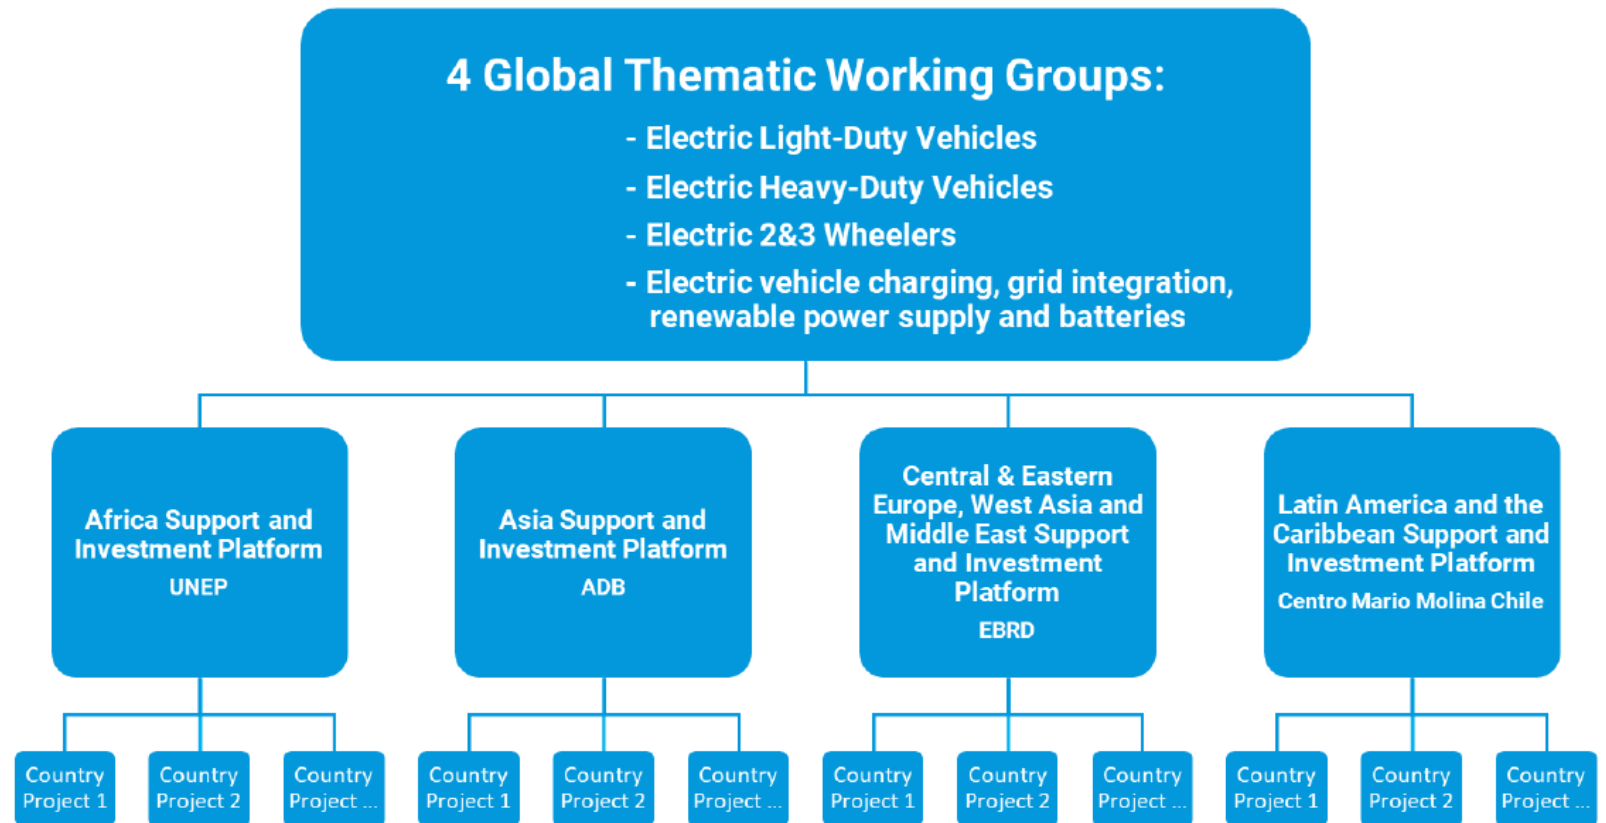 4 Global Thematic Working Groups:
- Electric Light-Duty Vehicles
- Electric Heavy-Duty Vehicles
- Electric 2&3 Wheelers
- Electric vehicle charging, grid integration,
renewable power supply and batteries
Africa Support and
Investment Platform
UNEP
Asia Support and
Investment Platform
ADB
Central & Eastern
Europe, West Asia and
Middle East Support
and Investment
Platform
EBRD
Latin America and the
Caribbean Support and
Investment Platform
Centro Mario Molina Chile
Country
Project 1
Country
Project 2
Country
Project ...
Country
Project 1
Country
Project 2
Country
Project ...
Country
Project 1
Country
Project 2
Country
Project ...
Country
Project 1
Country
Project 2
Country
Project ...